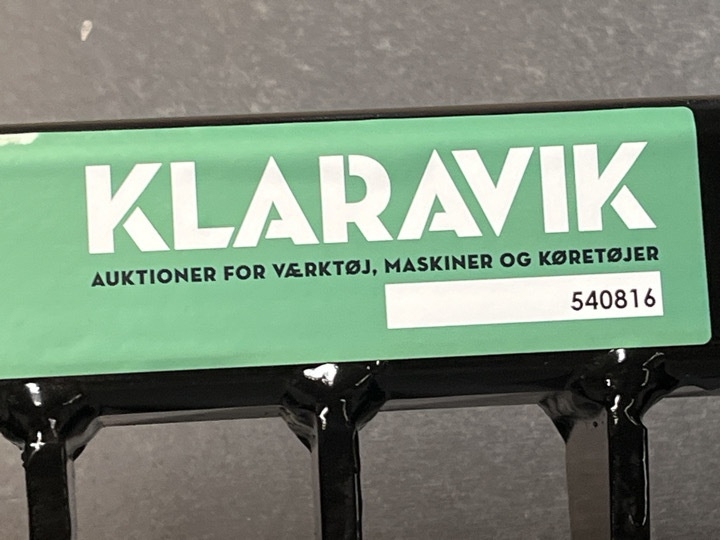 KLARAVIK
AUKTIONER FOR VÆRKTØJ, MASKINER OG KØRETØJER
540816